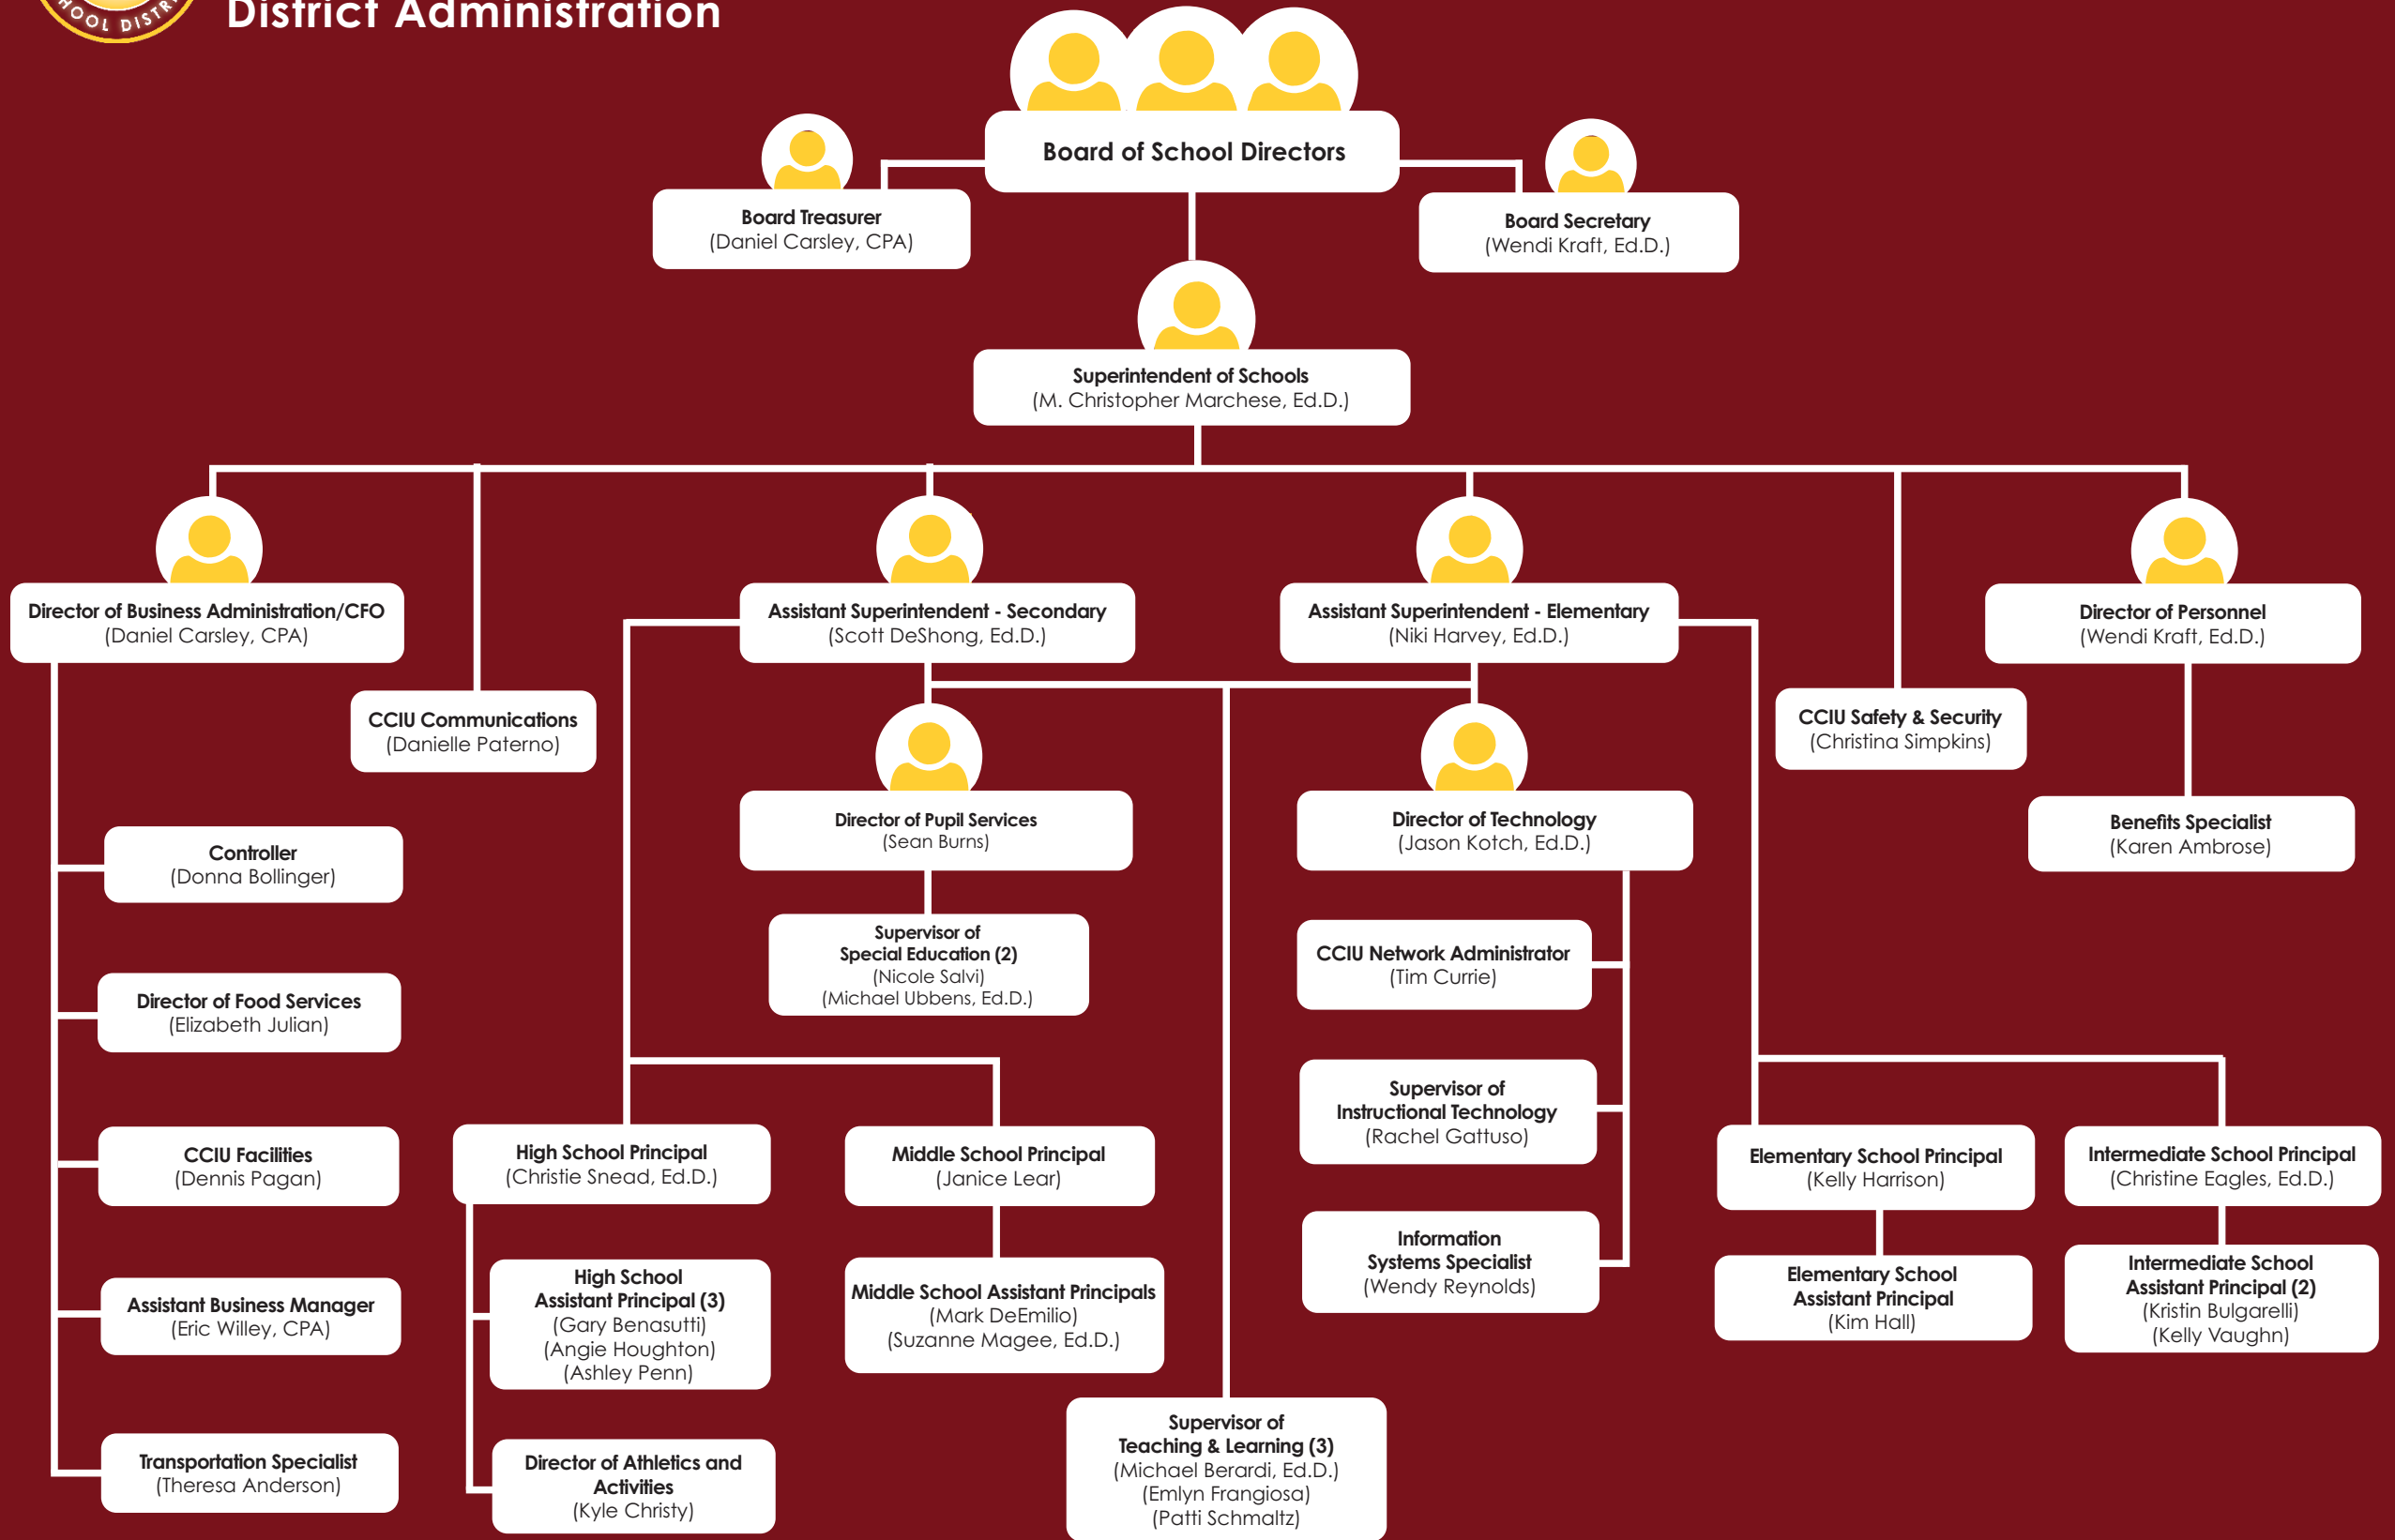 District Administration
Board of School Directors
Board Treasurer
(Daniel Carsley, CPA)
Board Secretary
(Wendi Kraft, Ed.D.)
Superintendent of Schools
(M. Christopher Marchese, Ed.D.)
Director of Business Administration/CFO
(Daniel Carsley, CPA)
Assistant Superintendent - Secondary
(Scott DeShong, Ed.D.)
Assistant Superintendent - Elementary
(Niki Harvey, Ed.D.)
Director of Personnel
(Wendi Kraft, Ed.D.)
CCIU Communications
(Danielle Paterno)
CCIU Safety & Security
(Christina Simpkins)
Director of Pupil Services
(Sean Burns)
Director of Technology
(Jason Kotch, Ed.D.)
Benefits Specialist
(Karen Ambrose)
Controller
(Donna Bollinger)
Supervisor of
Special Education (2)
(Nicole Salvi)
(Michael Ubbens, Ed.D.)
CCIU Network Administrator
(Tim Currie)
Director of Food Services
(Elizabeth Julian)
Supervisor of
Instructional Technology
(Rachel Gattuso)
CCIU Facilities
(Dennis Pagan)
High School Principal
(Christie Snead, Ed.D.)
Middle School Principal
(Janice Lear)
Elementary School Principal
(Kelly Harrison)
Intermediate School Principal
(Christine Eagles, Ed.D.)
Information
Systems Specialist
(Wendy Reynolds)
Assistant Business Manager
(Eric Willey, CPA)
High School
Assistant Principal (3)
(Gary Benasutti)
(Angie Houghton)
(Ashley Penn)
Middle School Assistant Principals
(Mark DeEmilio)
(Suzanne Magee, Ed.D.)
Elementary School
Assistant Principal
(Kim Hall)
Intermediate School
Assistant Principal (2)
(Kristin Bulgarelli)
(Kelly Vaughn)
Transportation Specialist
(Theresa Anderson)
Director of Athletics and
Activities
(Kyle Christy)
Supervisor of
Teaching & Learning (3)
(Michael Berardi, Ed.D.)
(Emlyn Frangiosa)
(Patti Schmaltz)